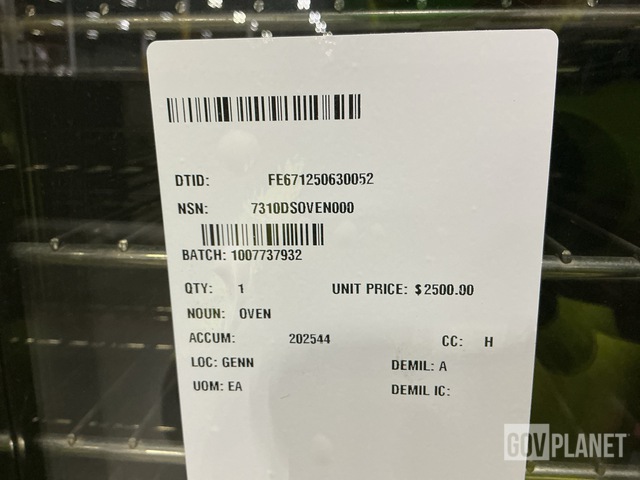 DTID: FE671250630052
NSN: 7310DSOVEN000
BATCH: 1007737932
QTY: 1 UNIT PRICE: $2500.00
NOUN: OVEN
ACCUM: 202544 CC: H
LOC: GENN DEMIL: A
UOM: EA DEMIL IC:
GOVPLANET